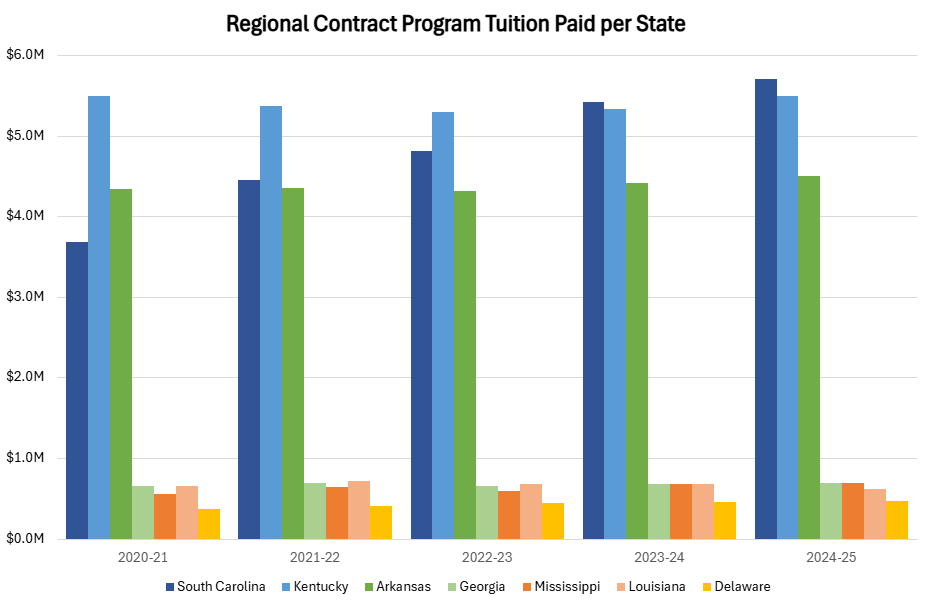 Regional Contract Program Tuition Paid per State
$6.0M
$5.0M
$4.0M
$3.0M
$2.0M
$1.0M
$0.0M
2020-21 2021-22 2022-23 2023-24 2024-25
South Carolina Kentucky Arkansas Georgia Mississippi Louisiana Delaware